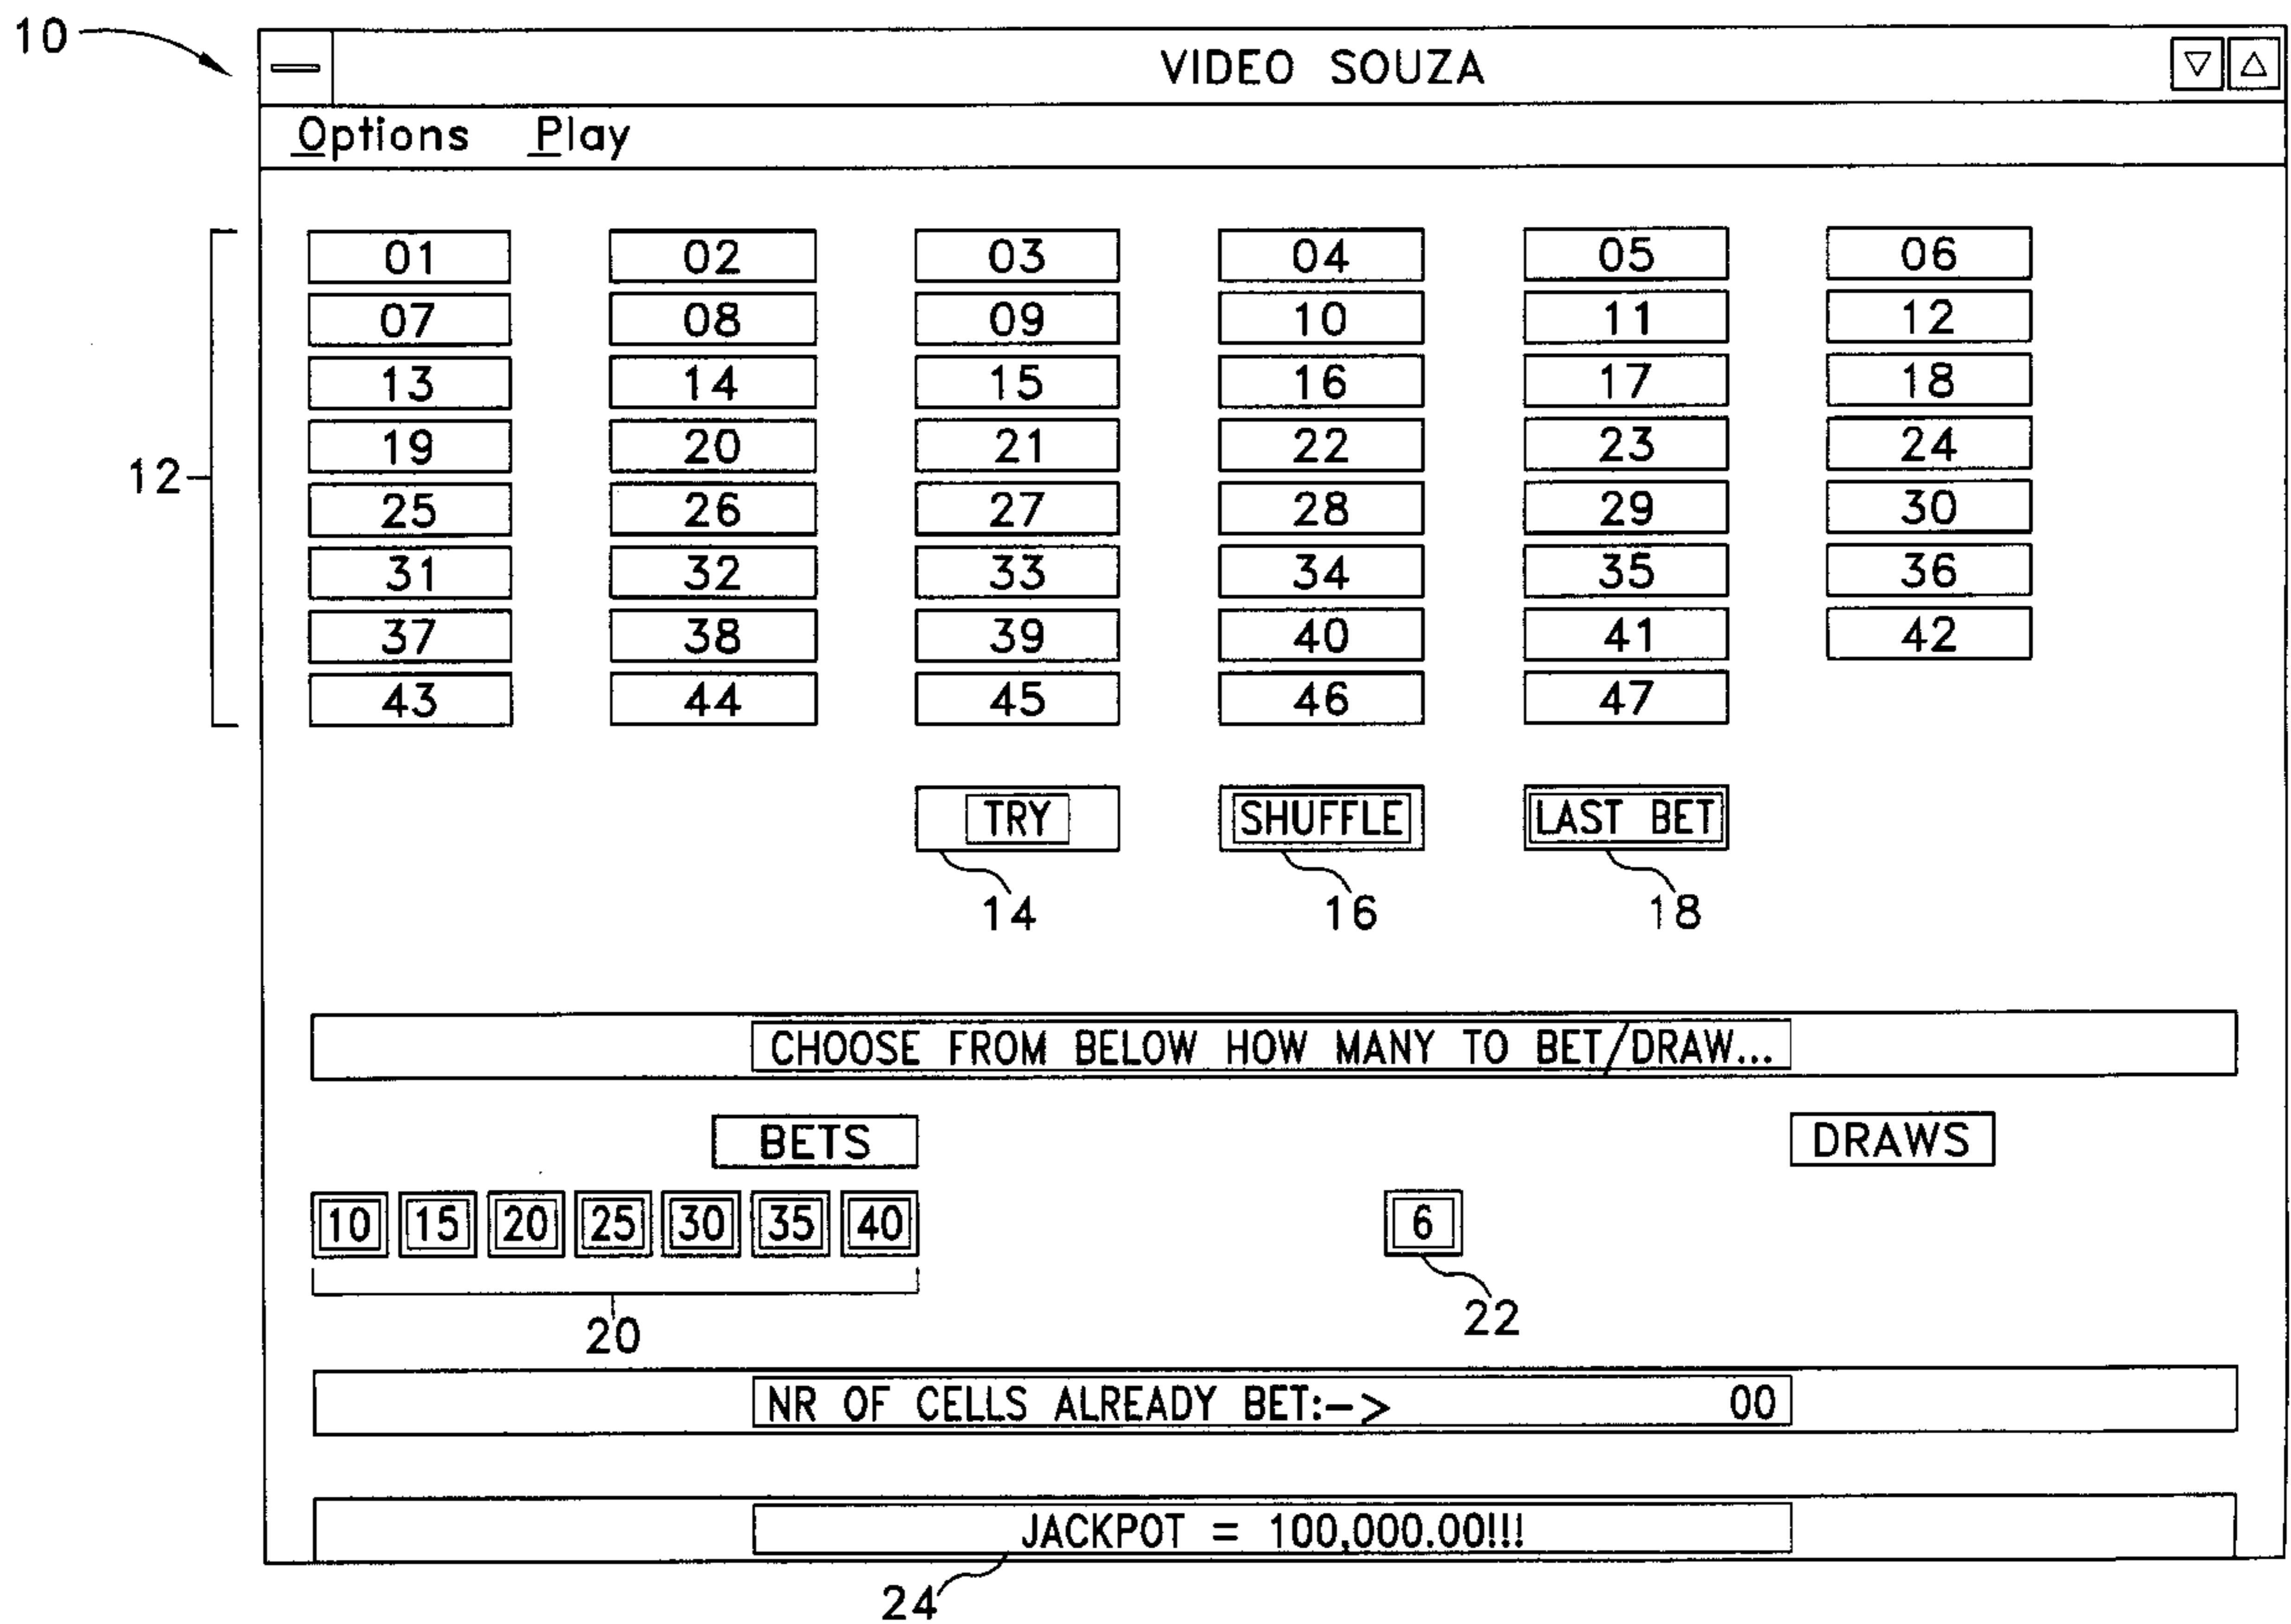 10
VIDEO SOUZA
Options Play
01 02 03 04 05 06
07 08 09 10 11 12
13 14 15 16 17 18
19 20 21 22 23 24
12
25 26 27 28 29 30
31 32 33 34 35 36
37 38 39 40 41 42
43 44 45 46 47
TRY SHUFFLE LAST BET
14 16 18
CHOOSE FROM BELOW HOW MANY TO BET/DRAW...
BETS DRAWS
10 15 20 25 30 35 40 6
20 22
NR OF CELLS ALREADY BET:-> 00
JACKPOT = 100,000.00!!!
24